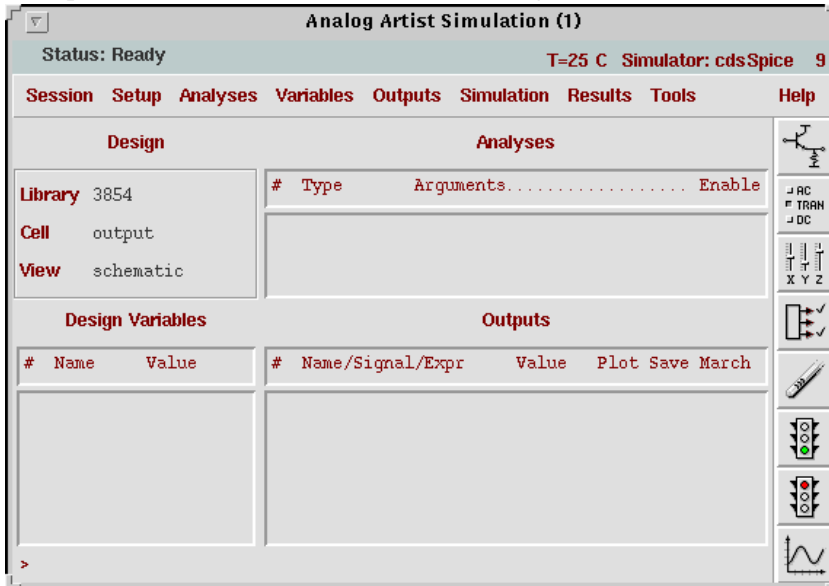 Analog Artist Simulation (1)
Status: Ready T=25 C Simulator: cdsSpice 9
Session Setup Analyses Variables Outputs Simulation Results Tools Help
Design
Library 3854
Cell output
View schematic
Analyses
# Type Arguments.................. Enable
Design Variables
# Name Value
Outputs
# Name/Signal/Expr Value Plot Save March
>
AC
TRAN
DC
X Y Z